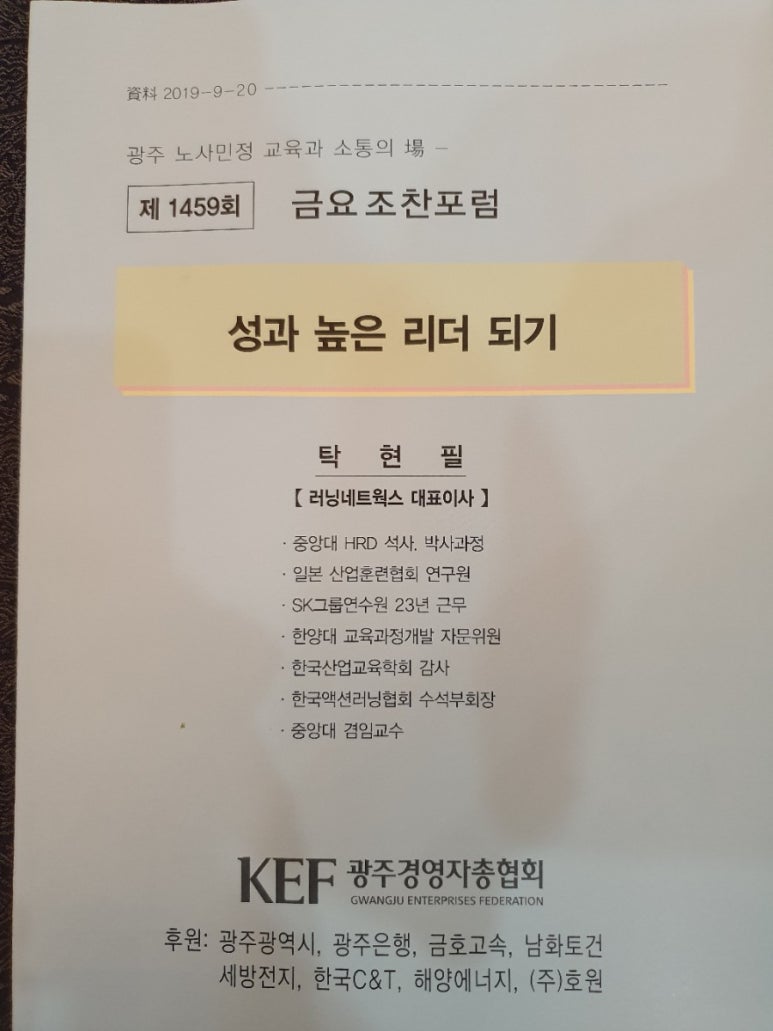 資料 2019-9-20
광주 노사민정 교육과 소통의 場 –
제 1459회 금요 조찬포럼
성과 높은 리더 되기
탁 현 필
【 러닝네트웍스 대표이사 】
· 중앙대 HRD 석사. 박사과정
· 일본 산업훈련협회 연구원
· SK그룹연수원 23년 근무
· 한양대 교육과정개발 자문위원
· 한국산업교육학회 감사
· 한국액션러닝협회 수석부회장
· 중앙대 겸임교수
KEF 광주경영자총협회
GWANGJU ENTERPRISES FEDERATION
후원: 광주광역시, 광주은행, 금호고속, 남화토건
세방전지, 한국C&T, 해양에너지, (주)호원